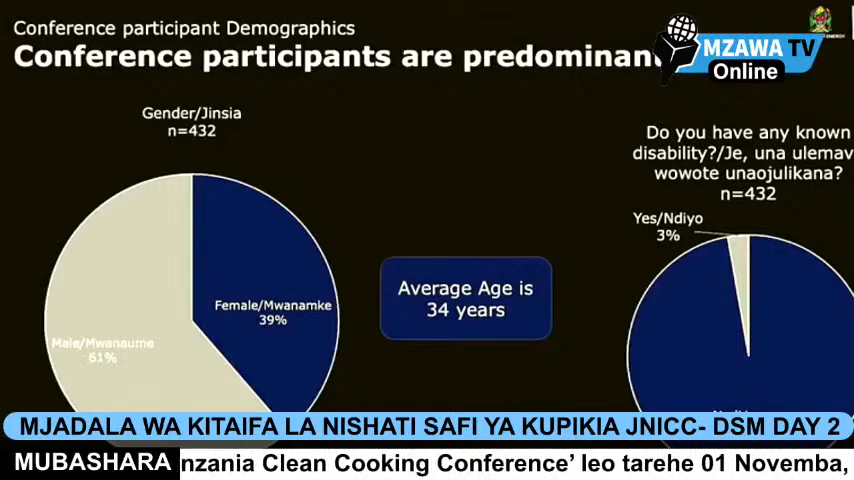 Conference participant Demographics
Conference participants are
MZAWA TV
Online
Gender/Jinsia
n=432
Female/Mwanamke
39%
Male/Mwanaume
61%
Average Age is
34 years
Do you have any known
disability?/Je, una ulemav
wowote unaojulikana?
n=432
Yes/Ndiyo
3%
MJADALA WA KITAIFA LA NISHATI SAFI YA KUPIKIA JNICC- DSM DAY 2
MUBASHARA
nzania Clean Cooking Conference’ leo tarehe 01 Novemba,